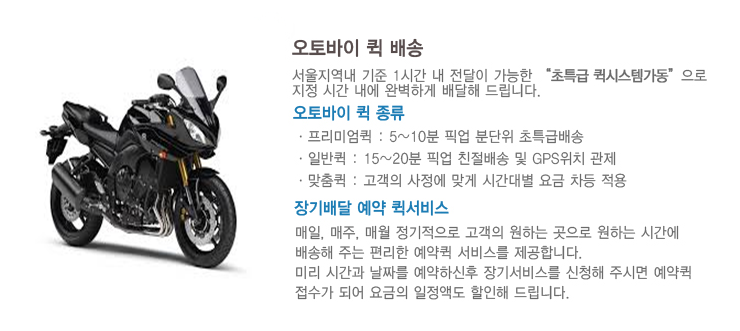 오토바이 퀵 배송
서울지역내 기준 1시간 내 전달이 가능한 “초특급 퀵시스템가동” 으로
지정 시간 내에 완벽하게 배달해 드립니다.
오토바이 퀵 종류
· 프리미엄퀵 : 5~10분 픽업 분단위 초특급배송
· 일반퀵 : 15~20분 픽업 친절배송 및 GPS위치 관제
· 맞춤퀵 : 고객의 사정에 맞게 시간대별 요금 차등 적용
장기배달 예약 퀵서비스
매일, 매주, 매월 정기적으로 고객의 원하는 곳으로 원하는 시간에
배송해 주는 편리한 예약퀵 서비스를 제공합니다.
미리 시간과 날짜를 예약하신후 장기서비스를 신청해 주시면 예약퀵
접수가 되어 요금의 일정액도 할인해 드립니다.